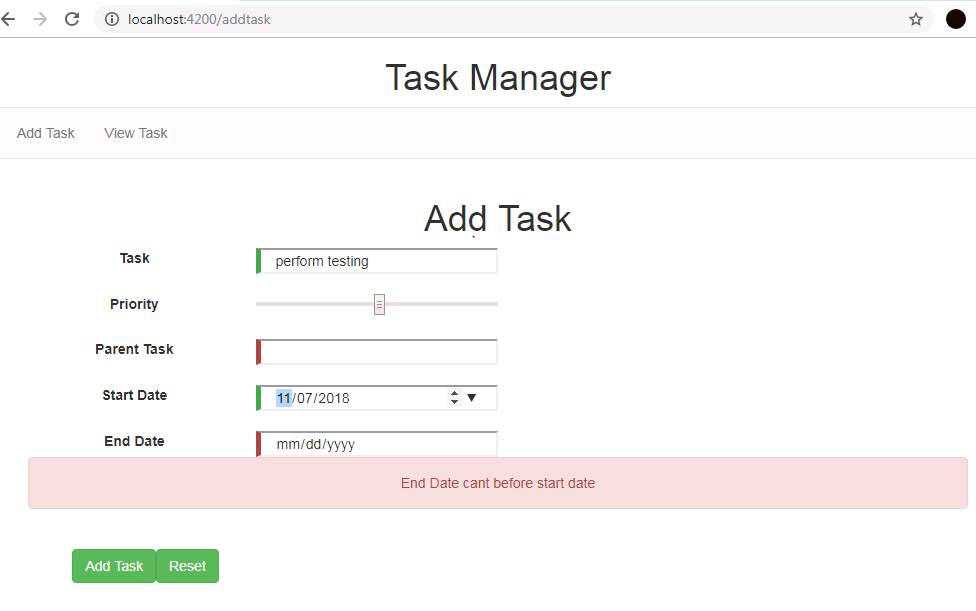 localhost:4200/addtask
Task Manager
Add Task View Task
Add Task
Task perform testing
Priority
Parent Task
Start Date 11/07/2018
End Date mm/dd/yyyy
End Date cant before start date
Add Task Reset